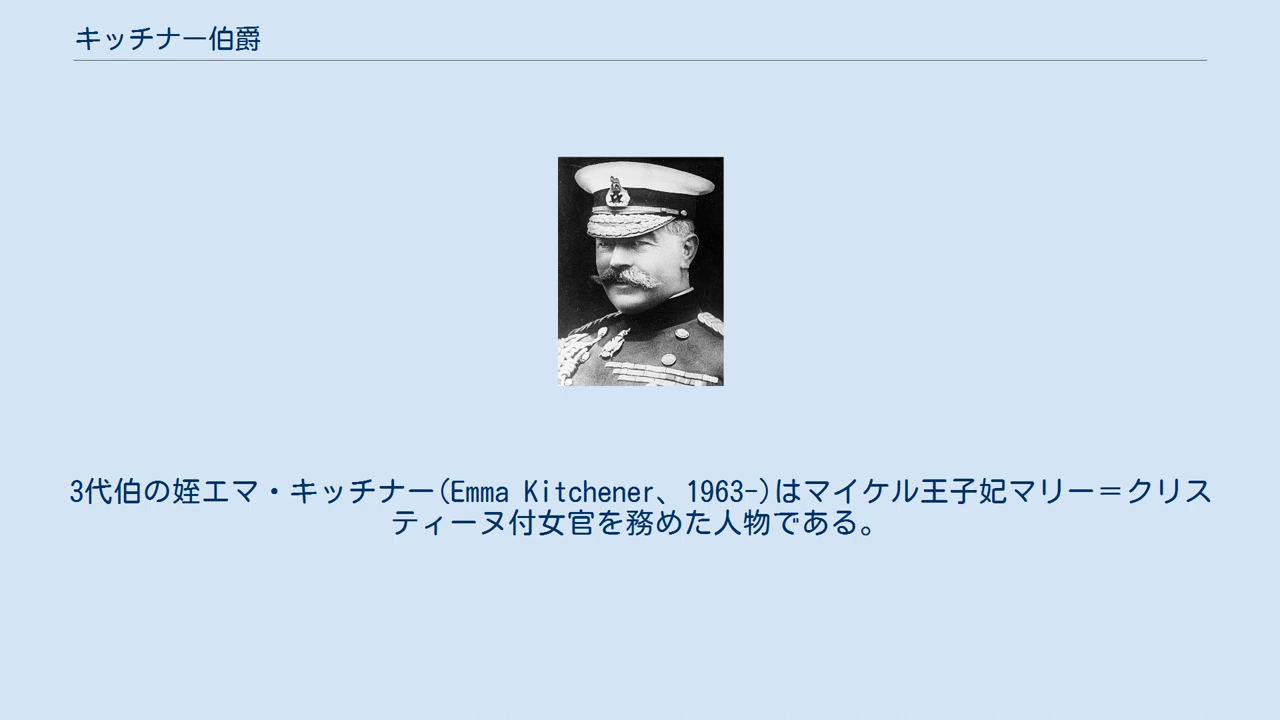 キッチナー伯爵
3代伯の姪エマ・キッチナー(Emma Kitchener、1963-)はマイケル王子妃マリー＝クリス
ティーヌ付女官を務めた人物である。